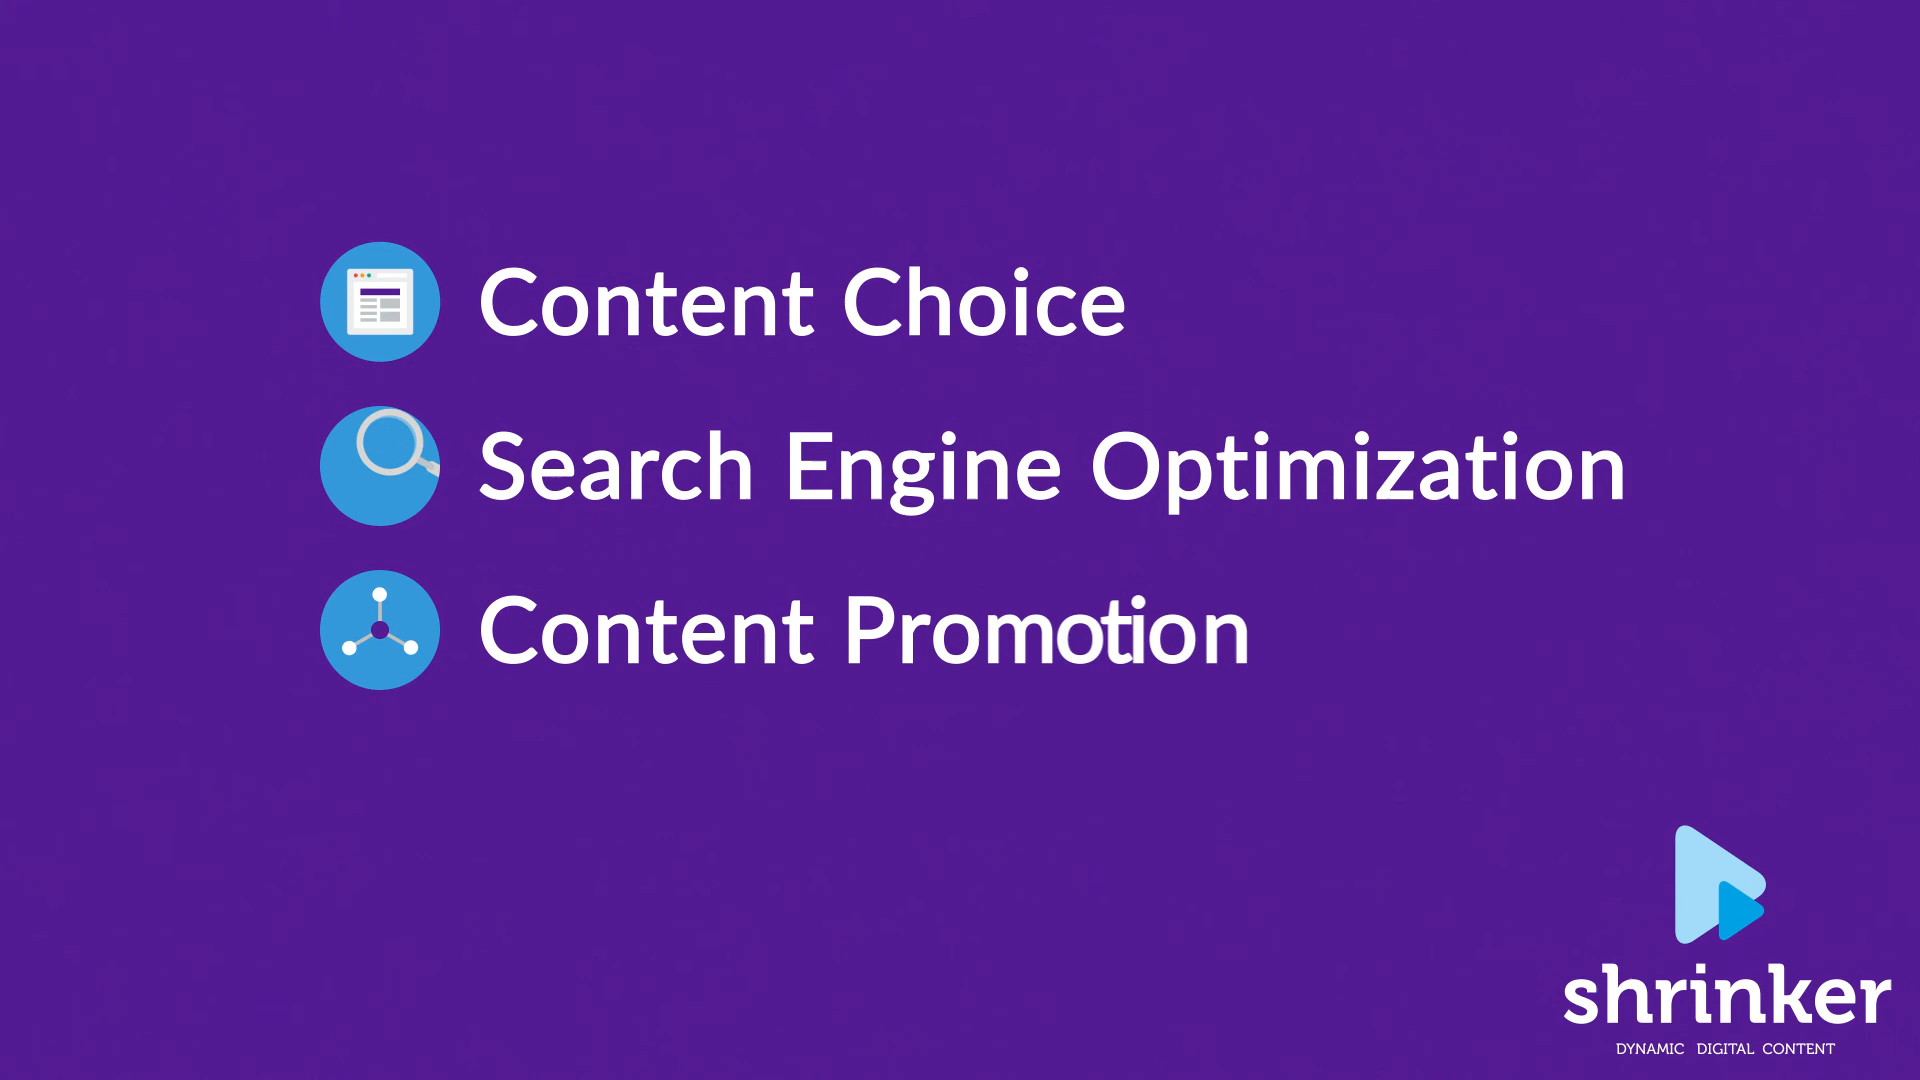 Content Choice
Search Engine Optimization
Content Promotion
shrinker
DYNAMIC DIGITAL CONTENT